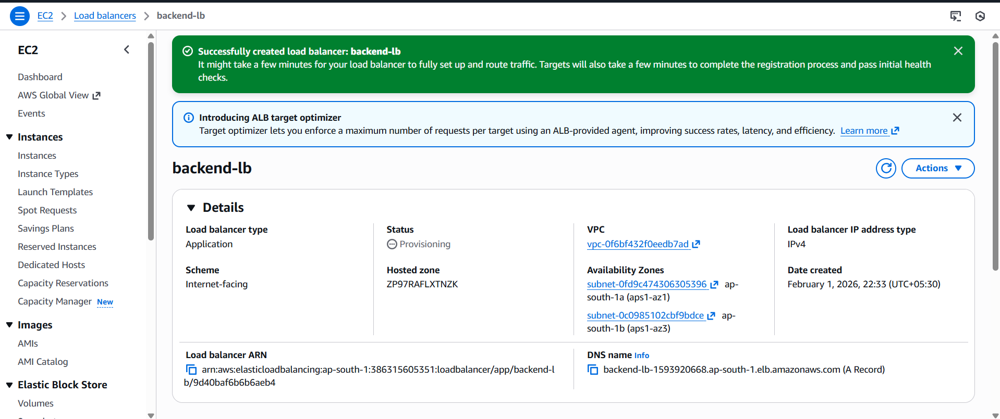 EC2 > Load balancers > backend-lb
EC2
Dashboard
AWS Global View
Events
Instances
Instances
Instance Types
Launch Templates
Spot Requests
Savings Plans
Reserved Instances
Dedicated Hosts
Capacity Reservations
Capacity Manager New
Images
AMIs
AMI Catalog
Elastic Block Store
Volumes
Successfully created load balancer: backend-lb
It might take a few minutes for your load balancer to fully set up and route traffic. Targets will also take a few minutes to complete the registration process and pass initial health
checks.
Introducing ALB target optimizer
Target optimizer lets you enforce a maximum number of requests per target using an ALB-provided agent, improving success rates, latency, and efficiency. Learn more
backend-lb
Actions
Details
Load balancer type
Application
Status
Provisioning
VPC
vpc-0f6bf432f0eedb7ad
Load balancer IP address type
IPv4
Scheme
Internet-facing
Hosted zone
ZP97RAFLXTNZK
Availability Zones
subnet-0fd9c474306305396 ap-
south-1a (aps1-az1)
subnet-0c0985102cbf9bdce ap-
south-1b (aps1-az3)
Date created
February 1, 2026, 22:33 (UTC+05:30)
Load balancer ARN
arn:aws:elasticloadbalancing:ap-south-1:386315605351:loadbalancer/app/backend-l
b/9d40baf6b6b6aeb4
DNS name Info
backend-lb-1593920668.ap-south-1.elb.amazonaws.com (A Record)